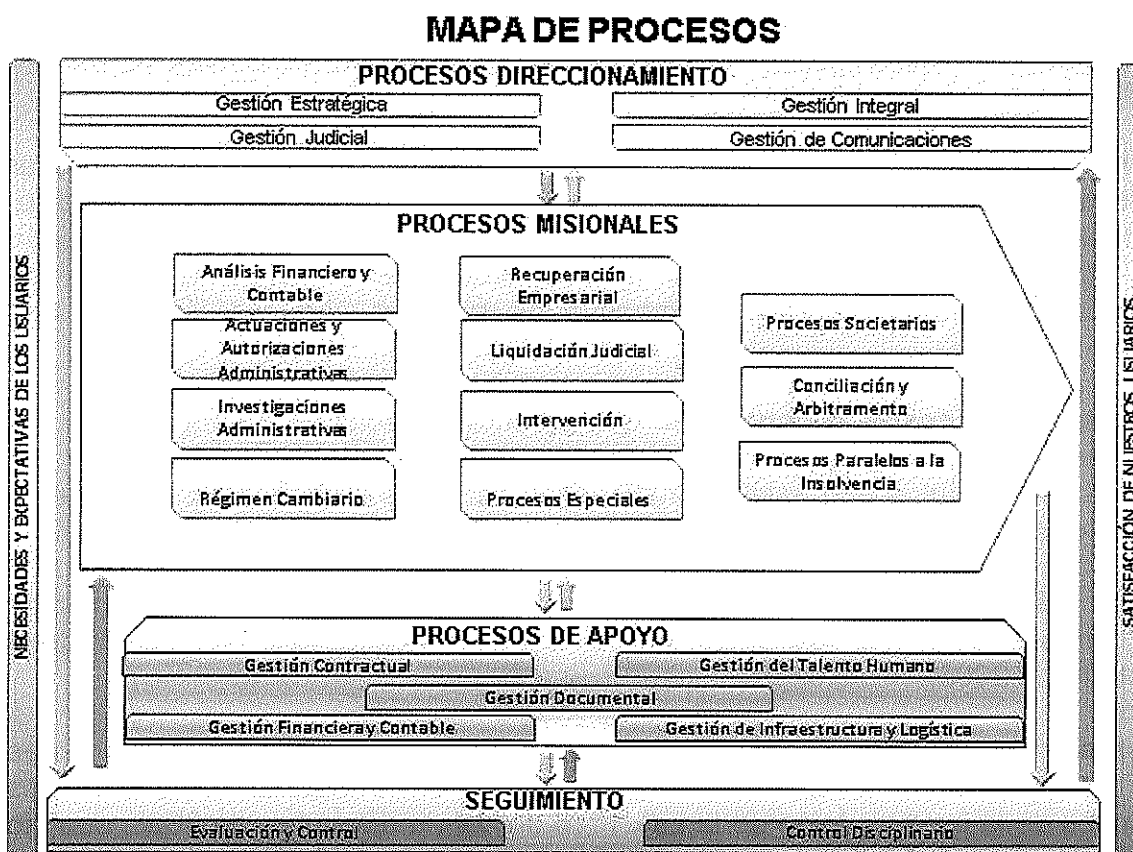 MAPA DE PROCESOS
NECESIDADES Y EXPECTATIVAS DE LOS USUARIOS
PROCESOS DIRECCIONAMIENTO
Gestión Estratégica
Gestión Integral
Gestión Judicial
Gestión de Comunicaciones
PROCESOS MISIONALES
Análisis Financiero y
Contable
Actuaciones y
Autorizaciones
Administrativas
Investigaciones
Administrativas
Régimen Cambiario
Recuperación
Empresarial
Liquidación Judicial
Intervención
Procesos Especiales
Procesos Societarios
Conciliación y
Arbitramento
Procesos Paralelos a la
Insolvencia
PROCESOS DE APOYO
Gestión Contractual
Gestión del Talento Humano
Gestión Documental
Gestión Financiera y Contable
Gestión de Infraestructura y Logística
SEGUIMIENTO
Evaluación y Control
Control Disciplinario
SATISFACCIÓN DE NUESTROS USUARIOS